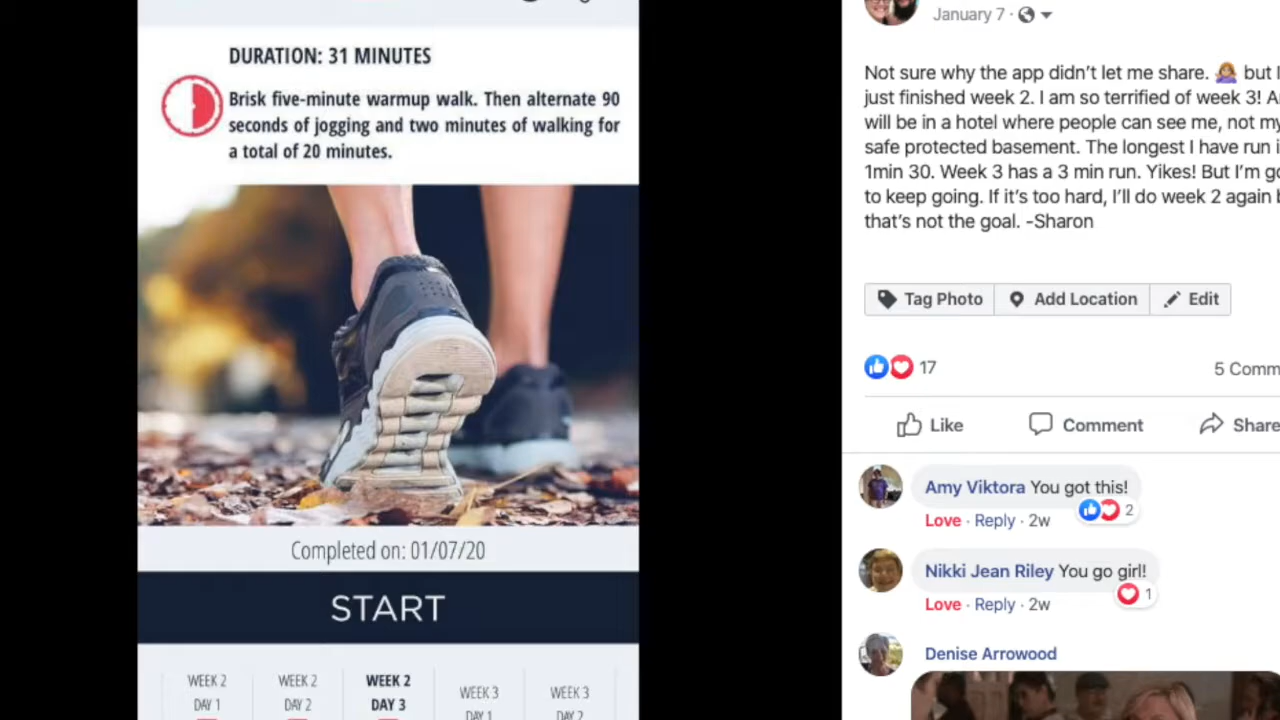 DURATION: 31 MINUTES
Brisk five-minute warmup walk. Then alternate 90
seconds of jogging and two minutes of walking for
a total of 20 minutes.
Completed on: 01/07/20
START
WEEK 2
DAY 1
WEEK 2
DAY 2
WEEK 2
DAY 3
WEEK 3
DAY 1
WEEK 3
DAY 2
January 7 ·
Not sure why the app didn't let me share. 🤷‍♀️ but I
just finished week 2. I am so terrified of week 3! A
will be in a hotel where people can see me, not my
safe protected basement. The longest I have run i
1min 30. Week 3 has a 3 min run. Yikes! But I'm go
to keep going. If it's too hard, I'll do week 2 again b
that's not the goal. -Sharon
Tag Photo Add Location Edit
17 5 Comm
Like Comment Share
Amy Viktora You got this!
2
Love · Reply · 2w
Nikki Jean Riley You go girl!
1
Love · Reply · 2w
Denise Arrowood